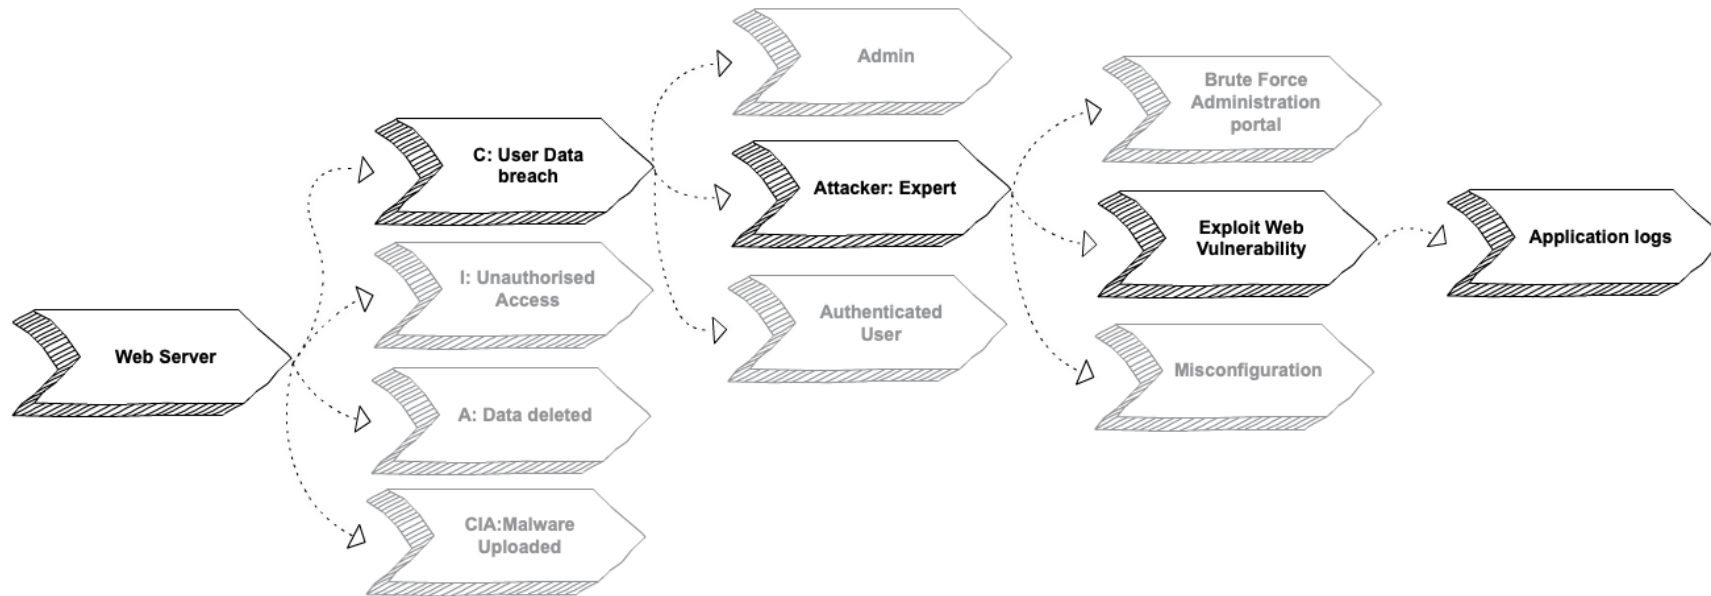 Web Server
C: User Data
breach
I: Unauthorised
Access
A: Data deleted
CIA:Malware
Uploaded
Admin
Attacker: Expert
Authenticated
User
Brute Force
Administration
portal
Exploit Web
Vulnerability
Misconfiguration
Application logs